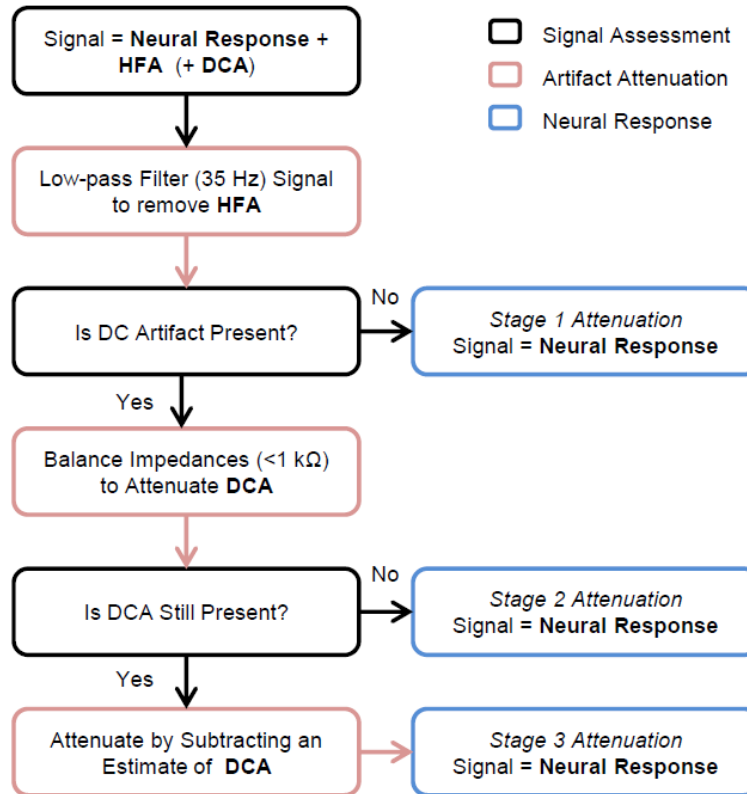 Signal = Neural Response +
HFA (+ DCA)
Signal Assessment
Artifact Attenuation
Neural Response
Low-pass Filter (35 Hz) Signal
to remove HFA
Is DC Artifact Present?
No
Stage 1 Attenuation
Signal = Neural Response
Yes
Balance Impedances (<1 kΩ)
to Attenuate DCA
Is DCA Still Present?
No
Stage 2 Attenuation
Signal = Neural Response
Yes
Attenuate by Subtracting an
Estimate of DCA
Stage 3 Attenuation
Signal = Neural Response